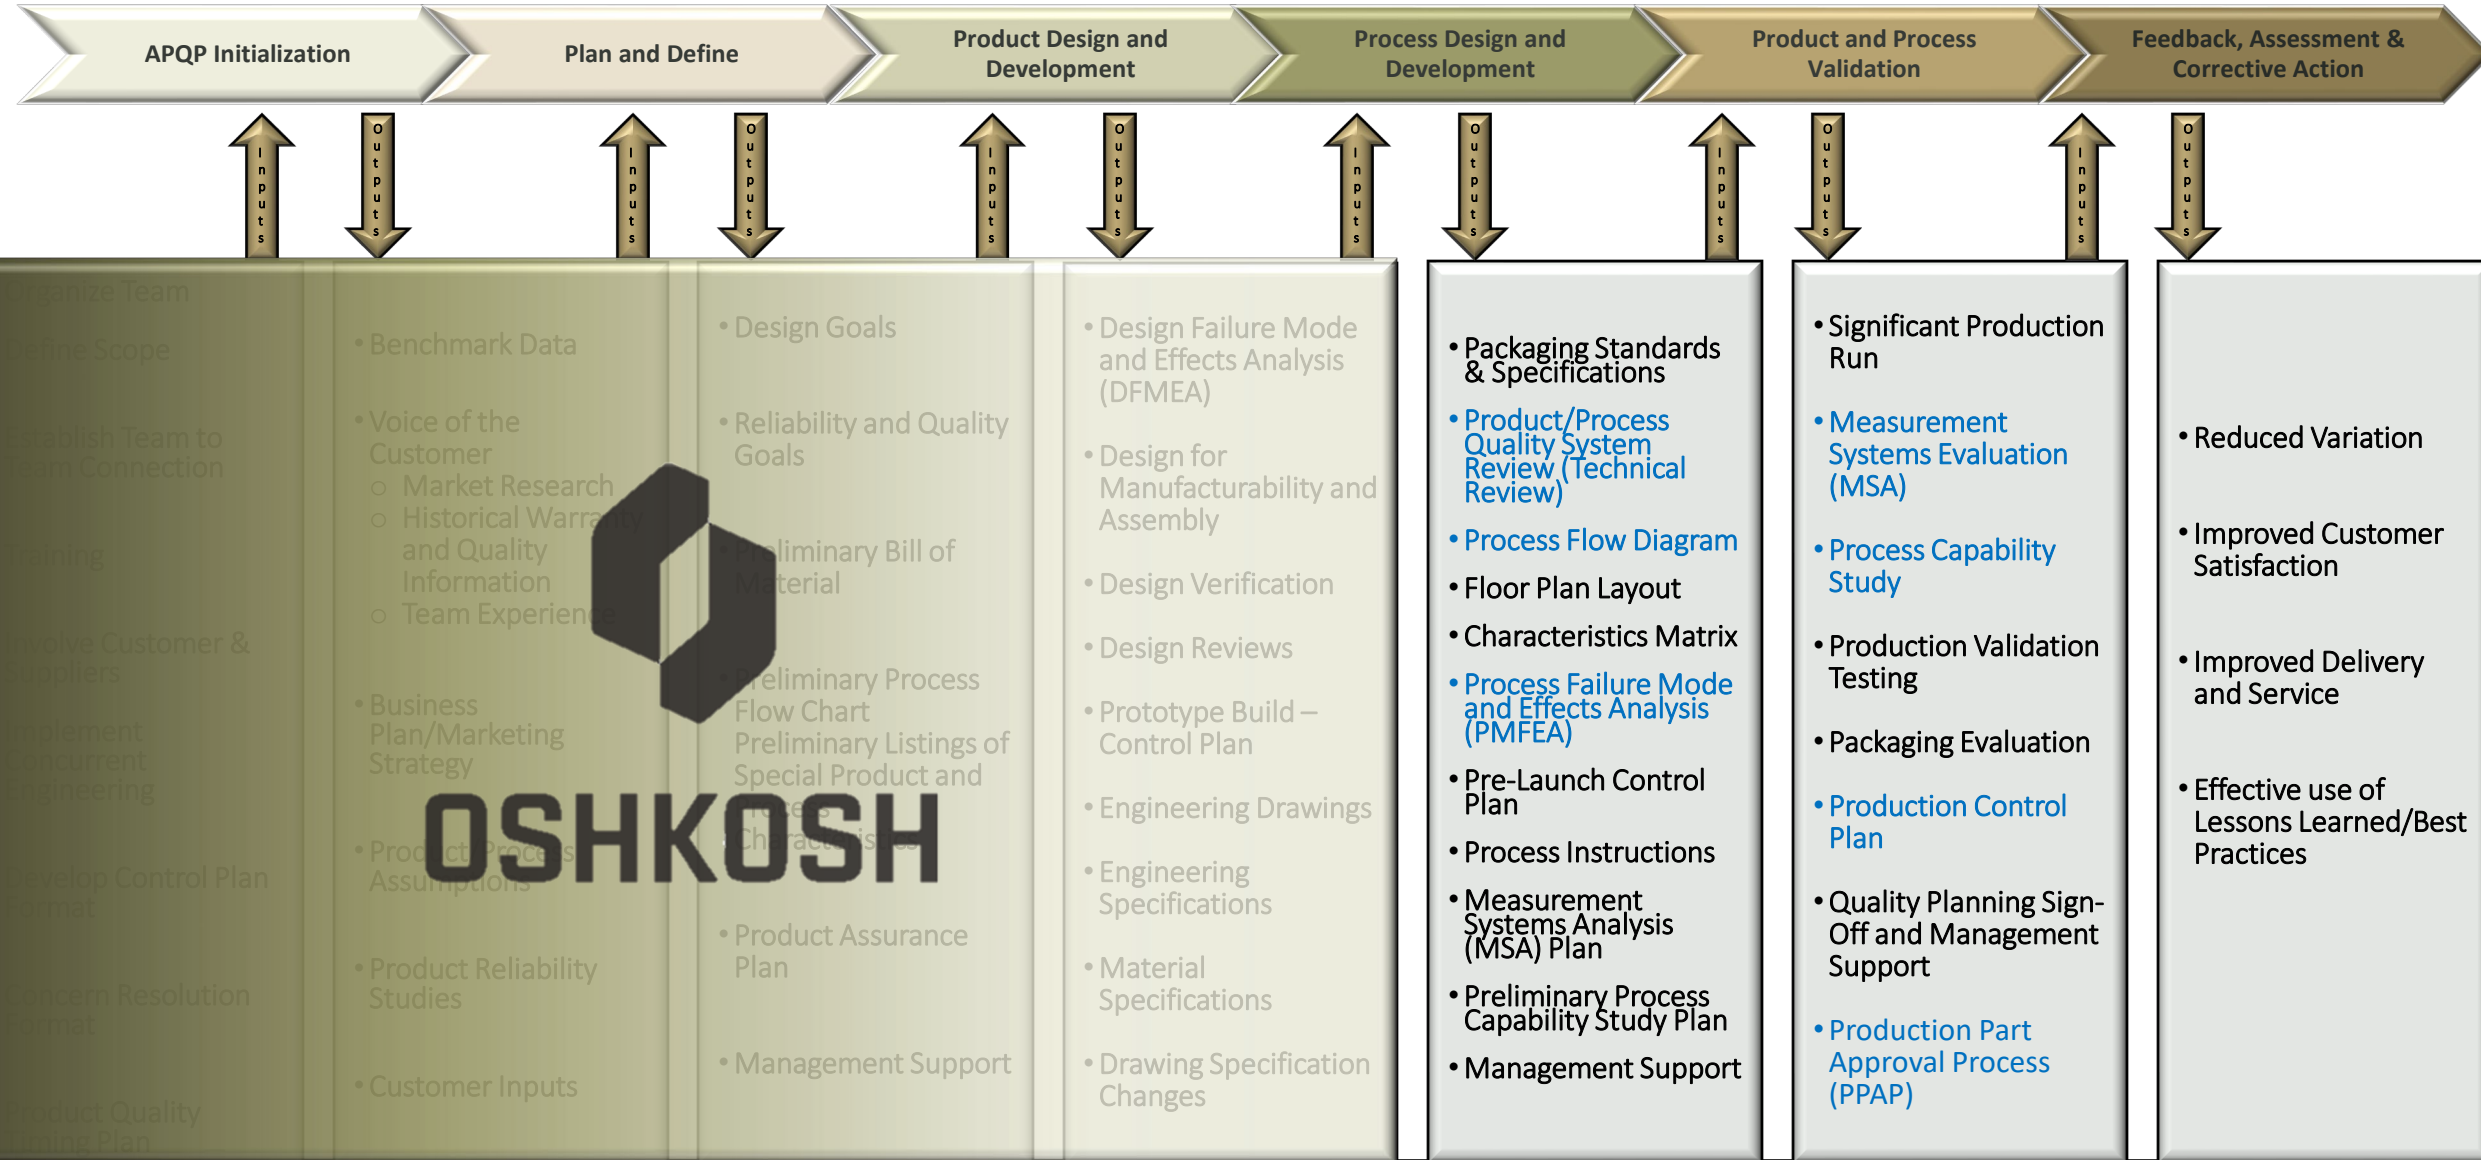 APQP Initialization
Plan and Define
Product Design and
Development
Process Design and
Development
Product and Process
Validation
Feedback, Assessment &
Corrective Action
Inputs
Outputs
Inputs
Outputs
Inputs
Outputs
Inputs
Outputs
Inputs
Outputs
Inputs
Outputs
Organize Team
Define Scope
Establish Team to
Team Connection
Training
Involve Customer &
Suppliers
Implement
Concurrent
Engineering
Develop Control Plan
Format
Concern Resolution
Format
Product Quality
Timing Plan
• Benchmark Data
• Voice of the
Customer
o Market Research
o Historical Warranty
and Quality
Information
o Team Experience
• Business
Plan/Marketing
Strategy
• Product/Process
Assumptions
• Product Reliability
Studies
• Customer Inputs
• Design Goals
• Reliability and Quality
Goals
• Preliminary Bill of
Material
• Preliminary Process
Flow Chart
Preliminary Listings of
Special Product and
Process
Characteristics
• Product Assurance
Plan
• Management Support
OSHKOSH
• Design Failure Mode
and Effects Analysis
(DFMEA)
• Design for
Manufacturability and
Assembly
• Design Verification
• Design Reviews
• Prototype Build –
Control Plan
• Engineering Drawings
• Engineering
Specifications
• Material
Specifications
• Drawing Specification
Changes
• Packaging Standards
& Specifications
• Product/Process
Quality System
Review (Technical
Review)
• Process Flow Diagram
• Floor Plan Layout
• Characteristics Matrix
• Process Failure Mode
and Effects Analysis
(PMFEA)
• Pre-Launch Control
Plan
• Process Instructions
• Measurement
Systems Analysis
(MSA) Plan
• Preliminary Process
Capability Study Plan
• Management Support
• Significant Production
Run
• Measurement
Systems Evaluation
(MSA)
• Process Capability
Study
• Production Validation
Testing
• Packaging Evaluation
• Production Control
Plan
• Quality Planning Sign-
Off and Management
Support
• Production Part
Approval Process
(PPAP)
• Reduced Variation
• Improved Customer
Satisfaction
• Improved Delivery
and Service
• Effective use of
Lessons Learned/Best
Practices